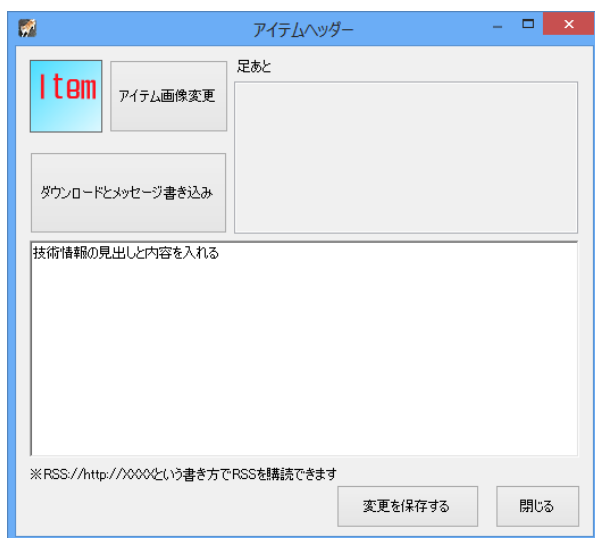 アイテムヘッダー
Item
アイテム画像変更
足あと
ダウンロードとメッセージ書き込み
技術情報の見出しと内容を入れる
※RSS://http://XXXXという書き方でRSSを購読できます
変更を保存する
閉じる